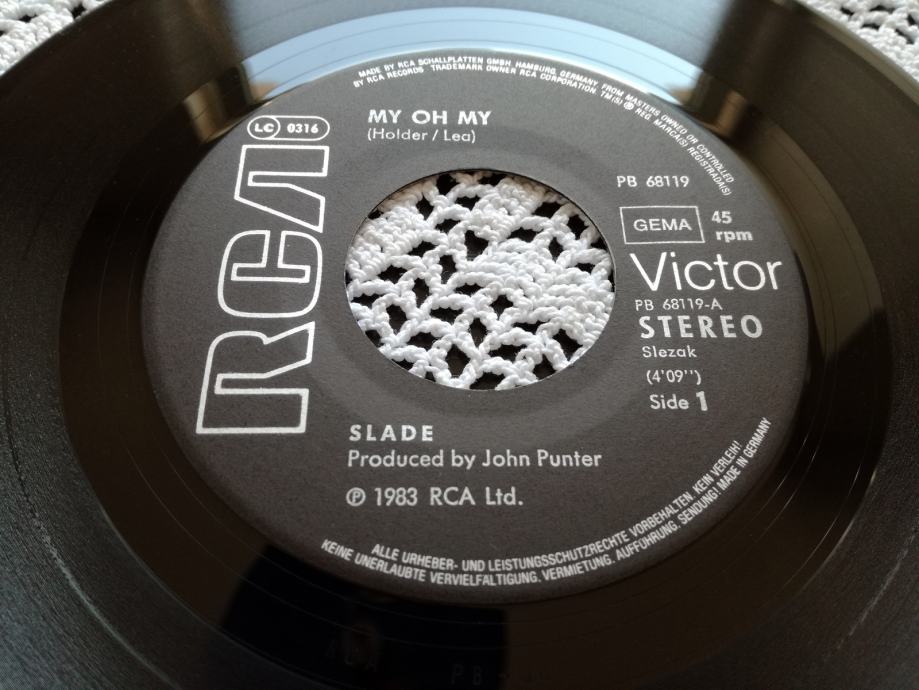 MADE BY RCA SCHALLPLATTEN GMBH, HAMBURG, GERMANY, FROM MASTERS OWNED OR CONTROLLED
BY RCA RECORDS TRADEMARK OWNER RCA CORPORATION. TM(S) ® REG. MARCA(S) REGISTRADA(S)
MY OH MY
(Holder / Lea)
LC 0316
RCA
PB 68119
GEMA
45
rpm
Victor
PB 68119-A
STEREO
Slezak
(4'09'')
Side 1
SLADE
Produced by John Punter
℗ 1983 RCA Ltd.
ALLE URHEBER- UND LEISTUNGSSCHUTZRECHTE VORBEHALTEN. KEIN VERLEIH!
KEINE UNERLAUBTE VERVIELFÄLTIGUNG, VERMIETUNG, AUFFÜHRUNG, SENDUNG! MADE IN GERMANY